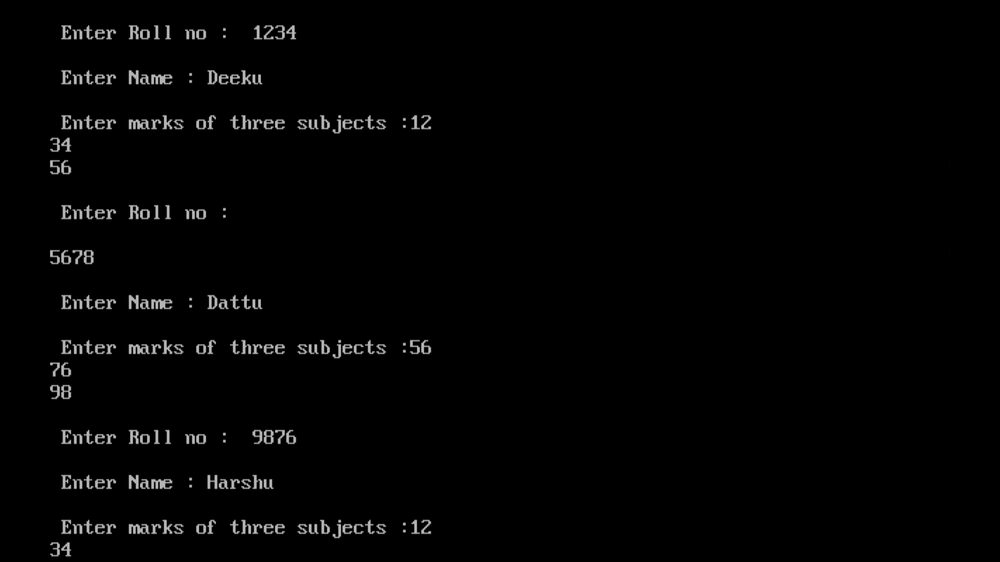 Enter Roll no :  1234
Enter Name : Deeku
Enter marks of three subjects :12
34
56
Enter Roll no :
5678
Enter Name : Dattu
Enter marks of three subjects :56
76
98
Enter Roll no :  9876
Enter Name : Harshu
Enter marks of three subjects :12
34